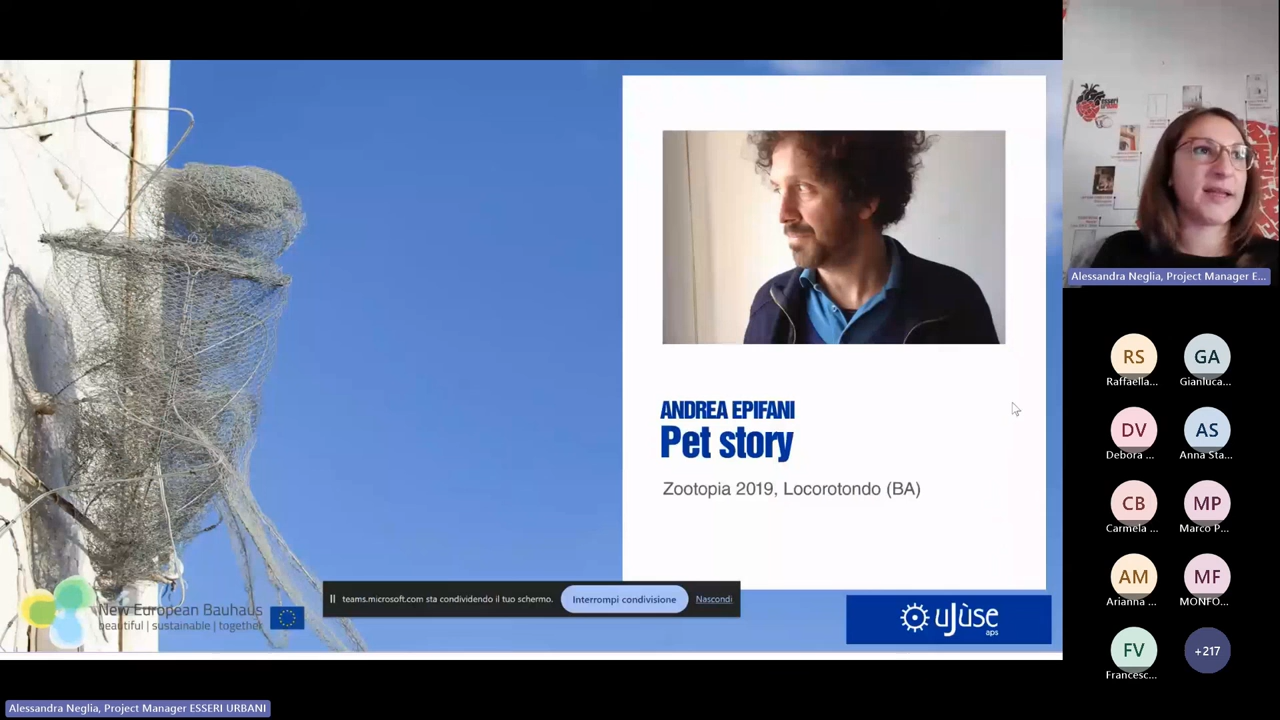 ANDREA EPIFANI
Pet story
Zootopia 2019, Locorotondo (BA)
New European Bauhaus
beautiful | sustainable | together
teams.microsoft.com sta condividendo il tuo schermo.
Interrompi condivisione
Nascondi
uJùse
aps
esseri
Alessandra Neglia, Project Manager E...
RS
GA
Raffaella...
Gianluca...
DV
AS
Debora ...
Anna Sta...
CB
MP
Carmela ...
Marco P...
AM
MF
Arianna ...
MONFO...
FV
+217
Francesc...
Alessandra Neglia, Project Manager ESSERI URBANI